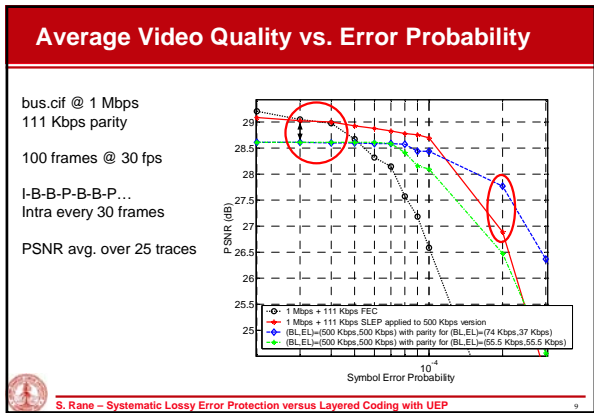 Average Video Quality vs. Error Probability
bus.cif @ 1 Mbps
111 Kbps parity
100 frames @ 30 fps
I-B-B-P-B-B-P…
Intra every 30 frames
PSNR avg. over 25 traces
PSNR (dB)
29
28.5
28
27.5
27
26.5
26
25.5
25
1 Mbps + 111 Kbps FEC
1 Mbps + 111 Kbps SLEP applied to 500 Kbps version
(BL,EL)=(500 Kbps,500 Kbps) with parity for (BL,EL)=(74 Kbps,37 Kbps)
(BL,EL)=(500 Kbps,500 Kbps) with parity for (BL,EL)=(55.5 Kbps,55.5 Kbps)
10⁻⁴
Symbol Error Probability
S. Rane – Systematic Lossy Error Protection versus Layered Coding with UEP
9